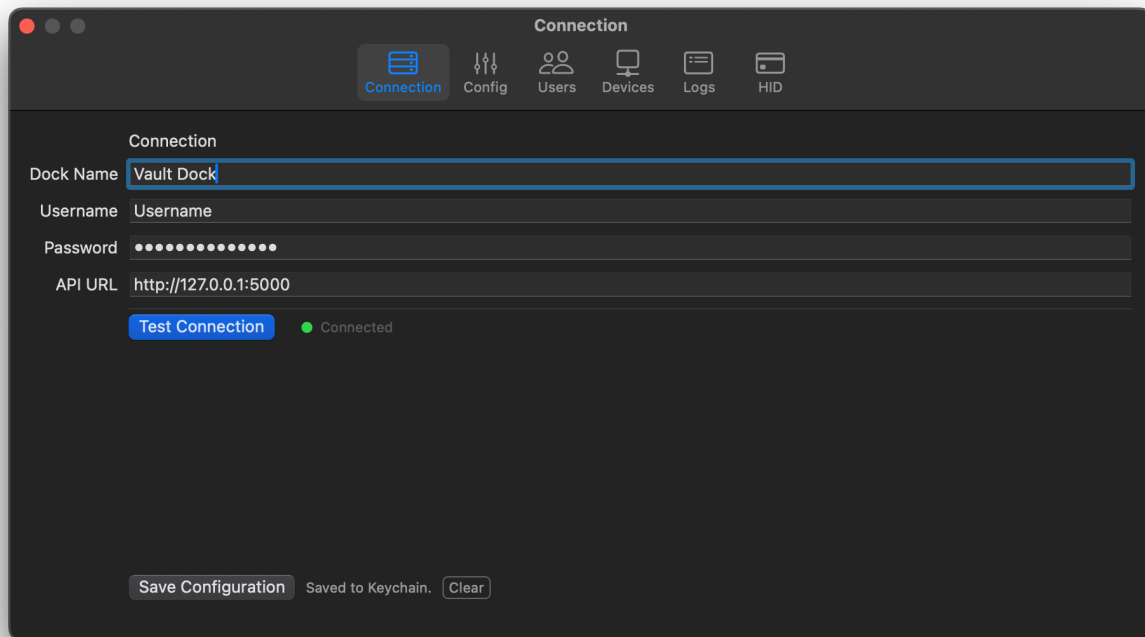 Connection
Connection Config Users Devices Logs HID
Connection
Dock Name Vault Dock
Username Username
Password ●●●●●●●●●●●●●●
API URL http://127.0.0.1:5000
Test Connection Connected
Save Configuration Saved to Keychain. Clear